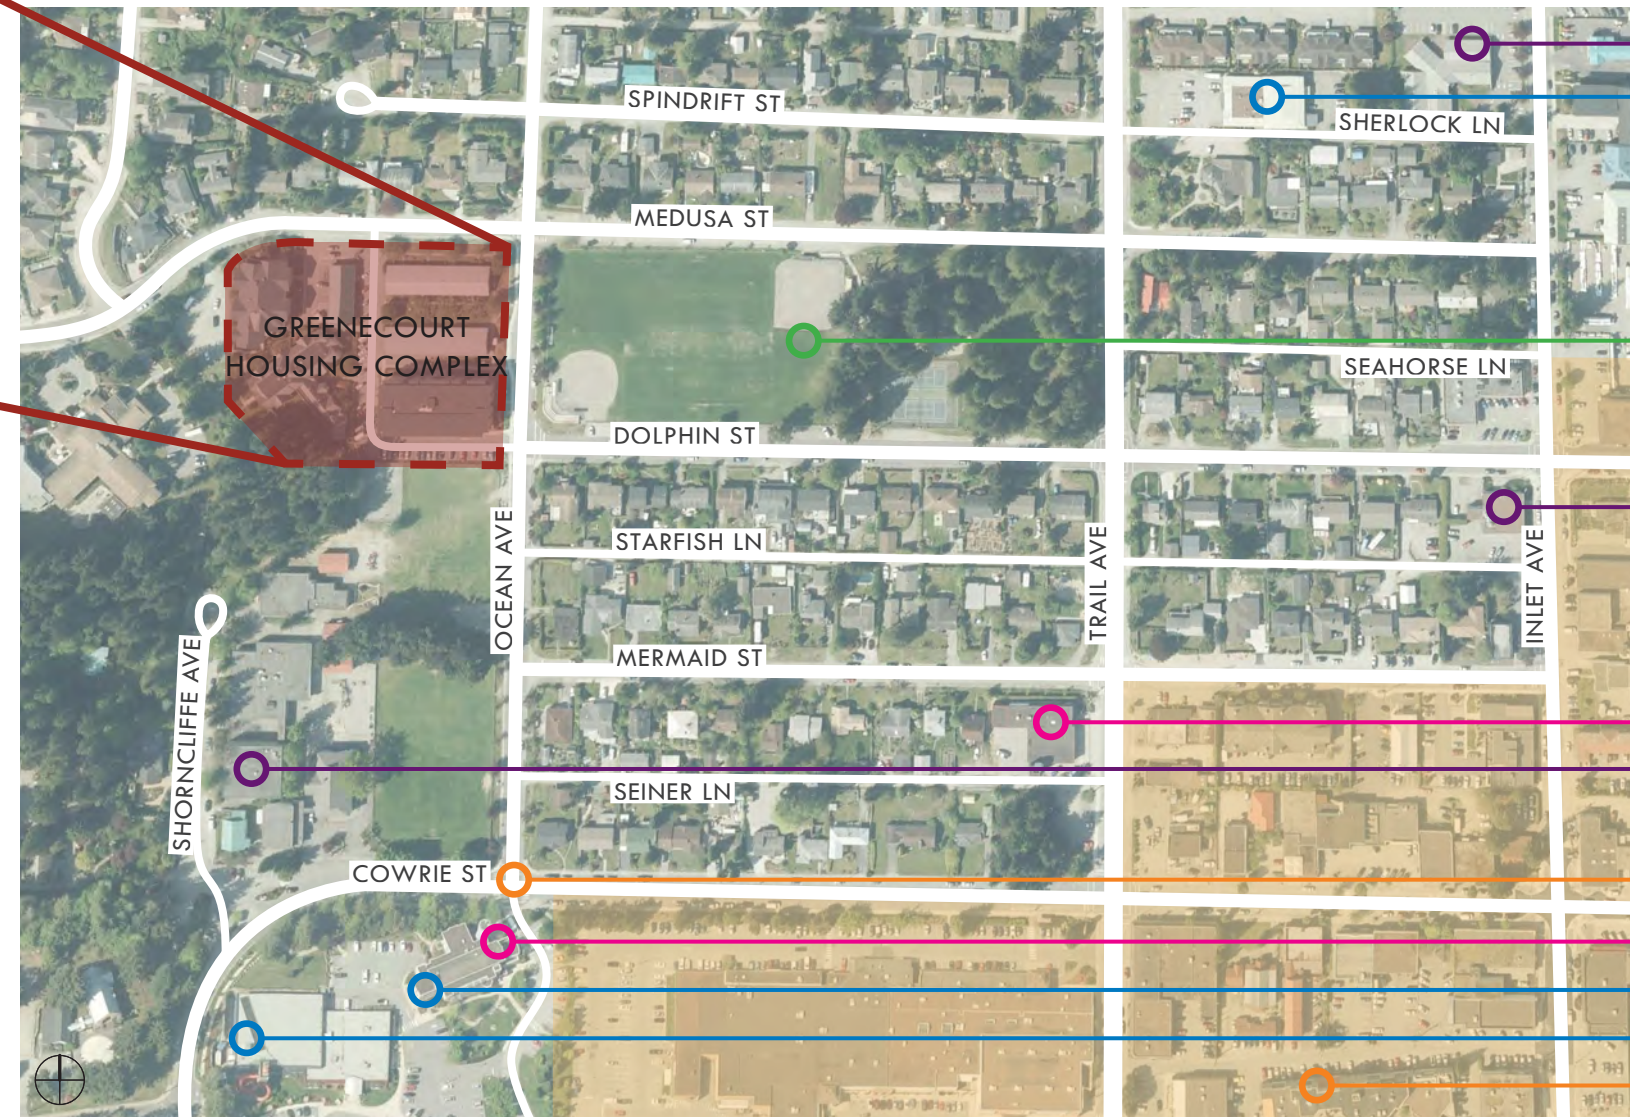 SPINDRIFT ST
SHERLOCK LN
MEDUSA ST
GREENECOURT
HOUSING COMPLEX
SEAHORSE LN
DOLPHIN ST
OCEAN AVE
STARFISH LN
TRAIL AVE
INLET AVE
SHORNCLIFFE AVE
MERMAID ST
SEINER LN
COWRIE ST